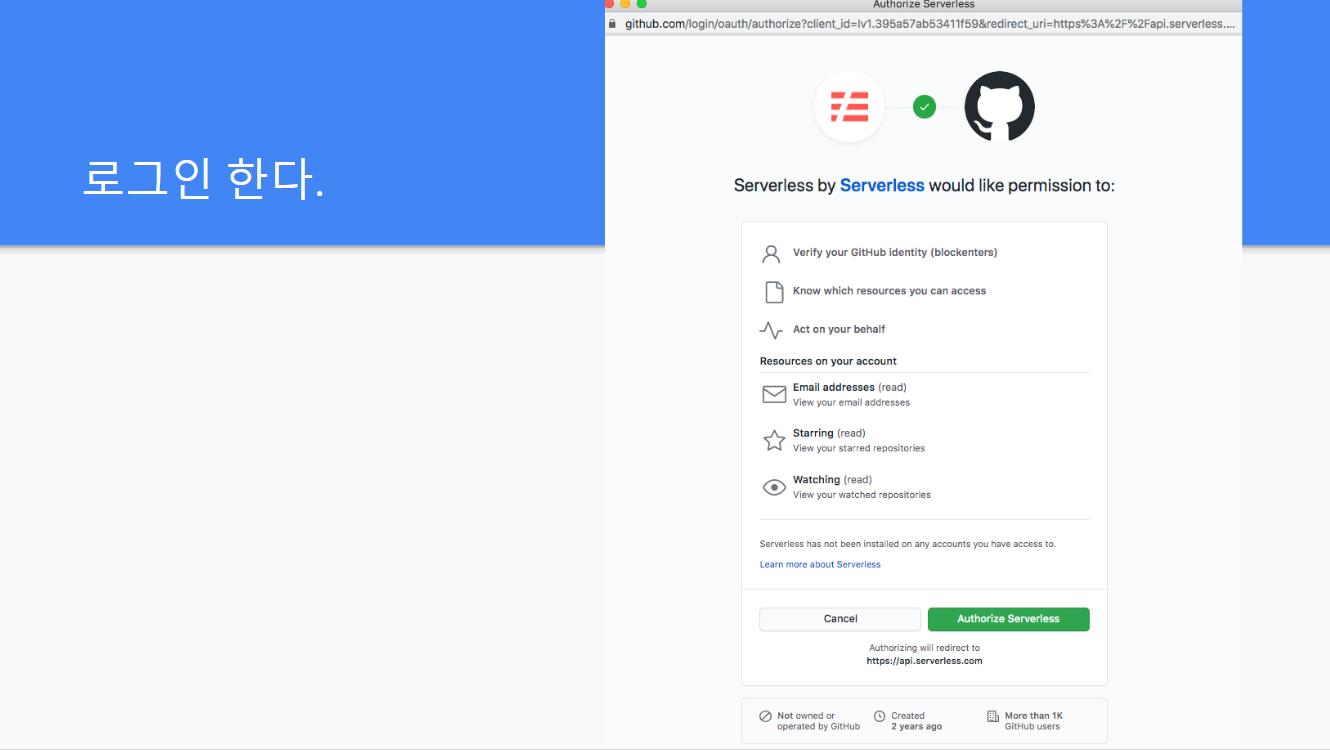 로그인 한다.
Authorize Serverless
github.com/login/oauth/authorize?client_id=Iv1.395a57ab53411f59&redirect_uri=https%3A%2F%2Fapi.serverless....
Serverless by Serverless would like permission to:
Verify your GitHub identity (blockenters)
Know which resources you can access
Act on your behalf
Resources on your account
Email addresses (read)
View your email addresses
Starring (read)
View your starred repositories
Watching (read)
View your watched repositories
Serverless has not been installed on any accounts you have access to.
Learn more about Serverless
Cancel
Authorize Serverless
Authorizing will redirect to
https://api.serverless.com
Not owned or
operated by GitHub
Created
2 years ago
More than 1K
GitHub users